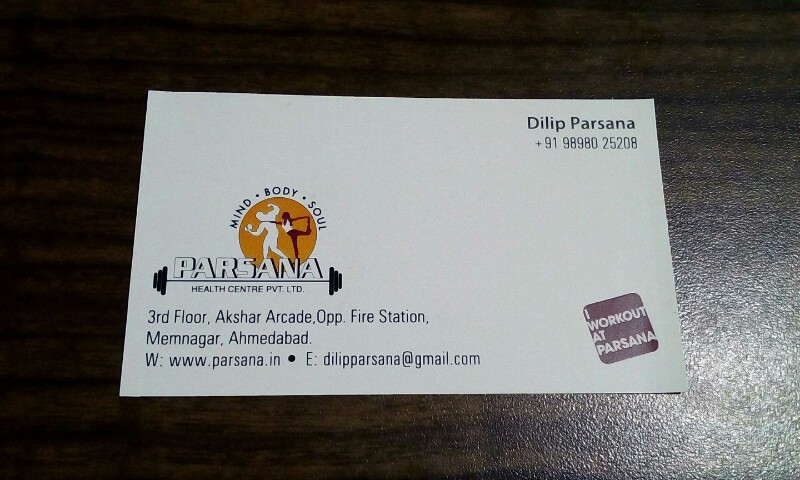 Dilip Parsana
+91 98980 25208
MIND • BODY • SOUL
PARSANA
HEALTH CENTRE PVT. LTD.
3rd Floor, Akshar Arcade,Opp. Fire Station,
Memnagar, Ahmedabad.
W: www.parsana.in • E: dilipparsana@gmail.com
I
WORKOUT
AT
PARSANA